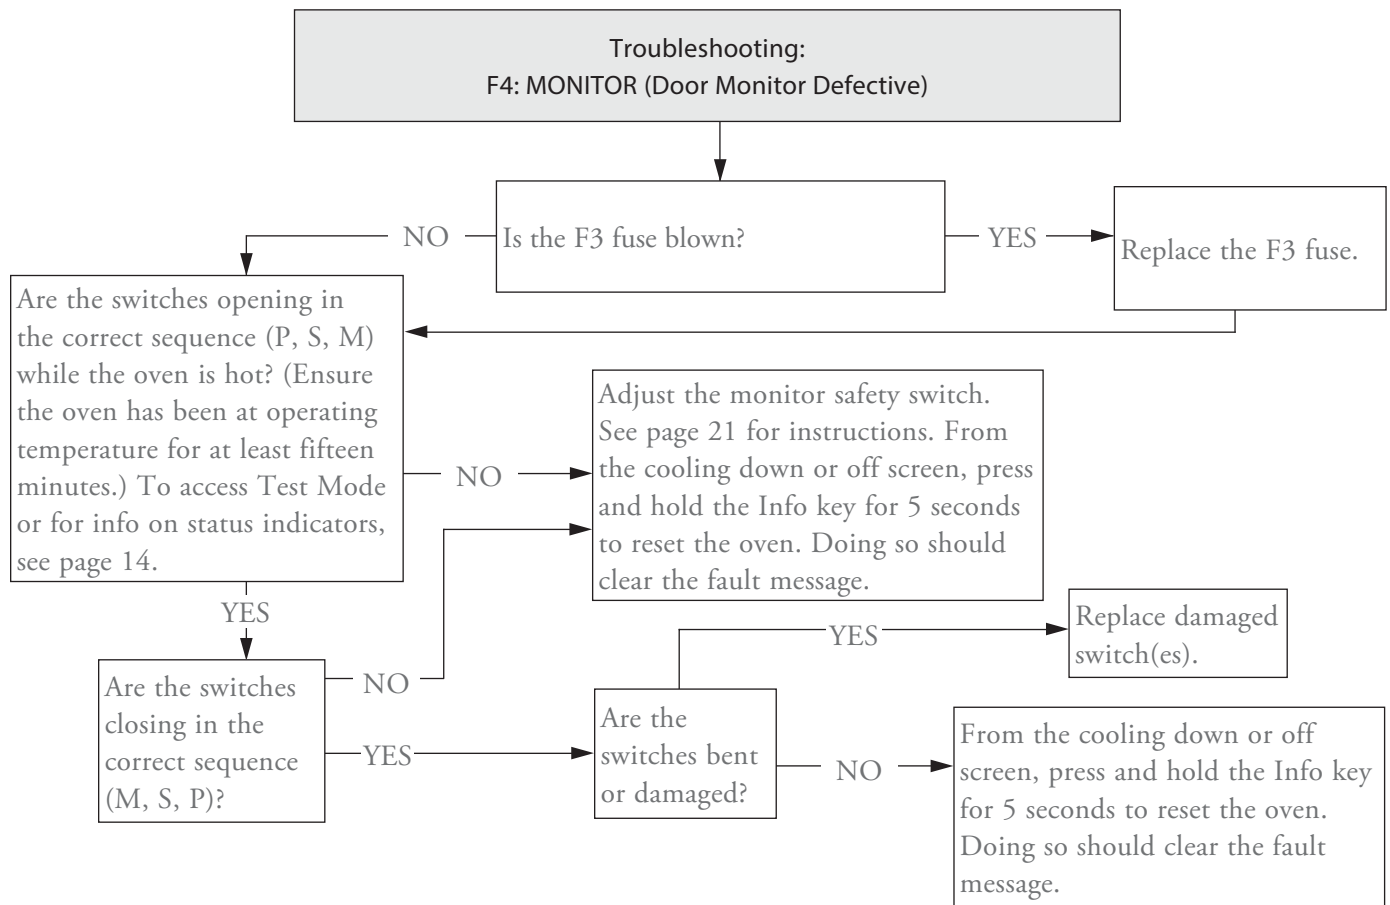 Troubleshooting:
F4: MONITOR (Door Monitor Defective)
NO
Is the F3 fuse blown?
YES
Replace the F3 fuse.
Are the switches opening in
the correct sequence (P, S, M)
while the oven is hot? (Ensure
the oven has been at operating
temperature for at least fifteen
minutes.) To access Test Mode
or for info on status indicators,
see page 14.
NO
Adjust the monitor safety switch.
See page 21 for instructions. From
the cooling down or off screen, press
and hold the Info key for 5 seconds
to reset the oven. Doing so should
clear the fault message.
YES
Are the switches
closing in the
correct sequence
(M, S, P)?
NO
YES
Are the
switches bent
or damaged?
YES
Replace damaged
switch(es).
NO
From the cooling down or off
screen, press and hold the Info key
for 5 seconds to reset the oven.
Doing so should clear the fault
message.